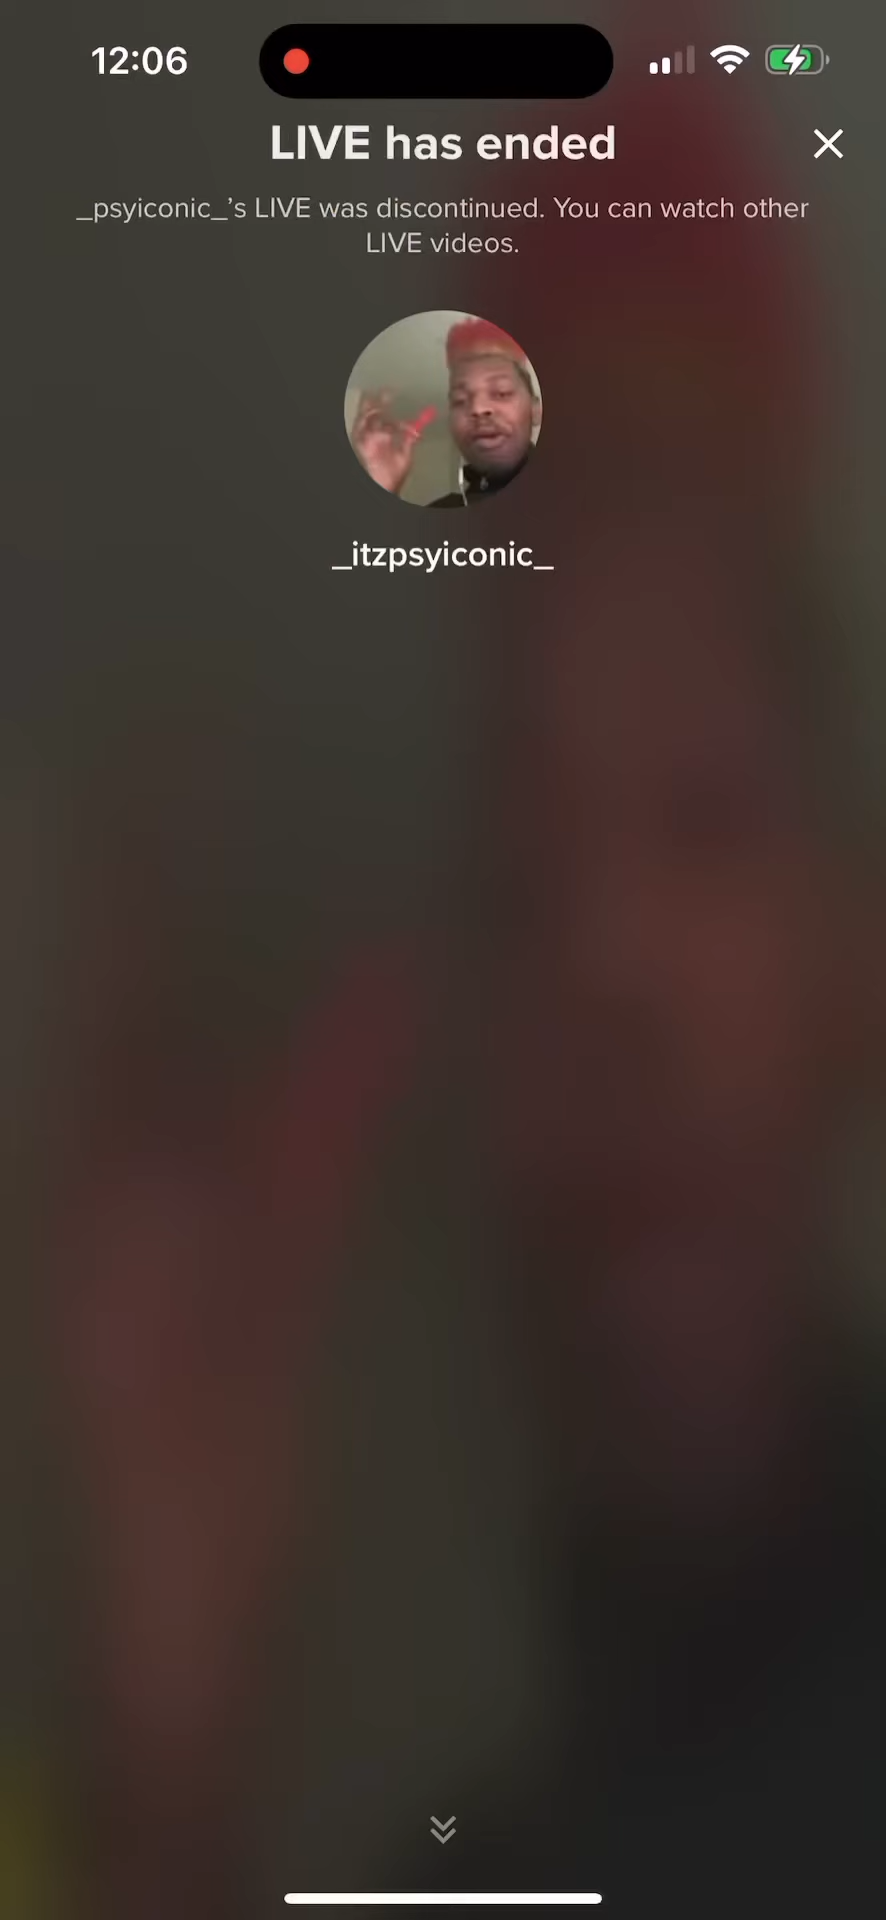 12:06
LIVE has ended
_psyiconic_’s LIVE was discontinued. You can watch other
LIVE videos.
_itzpsyiconic_